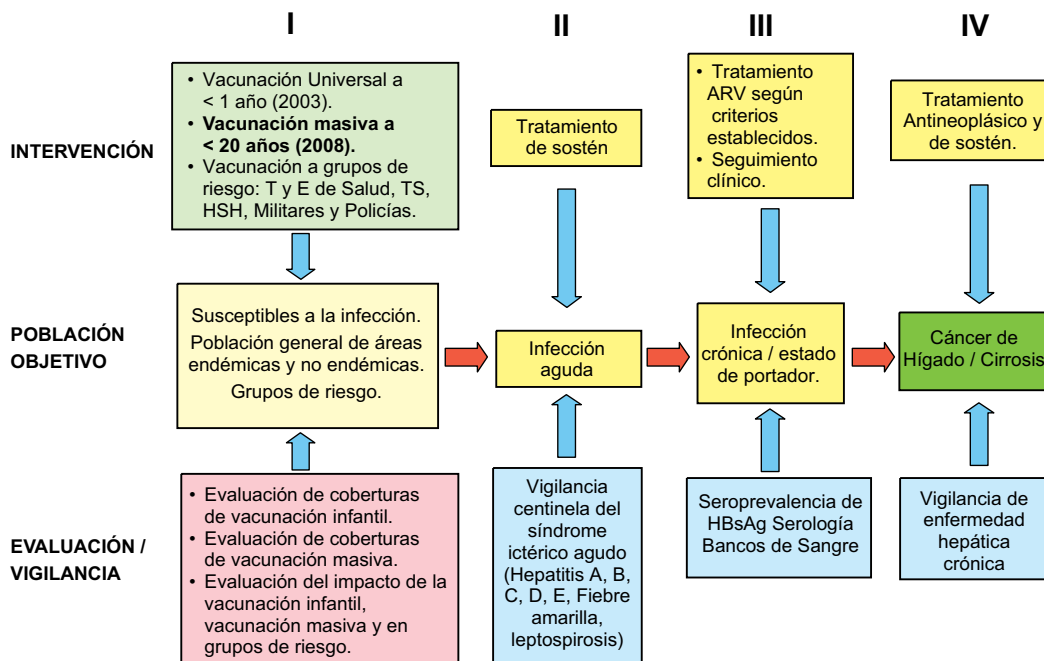 I
II
III
IV
INTERVENCIÓN
• Vacunación Universal a
< 1 año (2003).
• Vacunación masiva a
< 20 años (2008).
• Vacunación a grupos de
riesgo: T y E de Salud, TS,
HSH, Militares y Policías.
Tratamiento
de sostén
• Tratamiento
ARV según
criterios
establecidos.
• Seguimiento
clínico.
Tratamiento
Antineoplásico y
de sostén.
POBLACIÓN
OBJETIVO
Susceptibles a la infección.
Población general de áreas
endémicas y no endémicas.
Grupos de riesgo.
Infección
aguda
Infección
crónica / estado
de portador.
Cáncer de
Hígado / Cirrosis
EVALUACIÓN /
VIGILANCIA
• Evaluación de coberturas
de vacunación infantil.
• Evaluación de coberturas
de vacunación masiva.
• Evaluación del impacto de la
vacunación infantil,
vacunación masiva y en
grupos de riesgo.
Vigilancia
centinela del
síndrome
ictérico agudo
(Hepatitis A, B,
C, D, E, Fiebre
amarilla,
leptospirosis)
Seroprevalencia de
HBsAg Serología
Bancos de Sangre
Vigilancia de
enfermedad
hepática
crónica